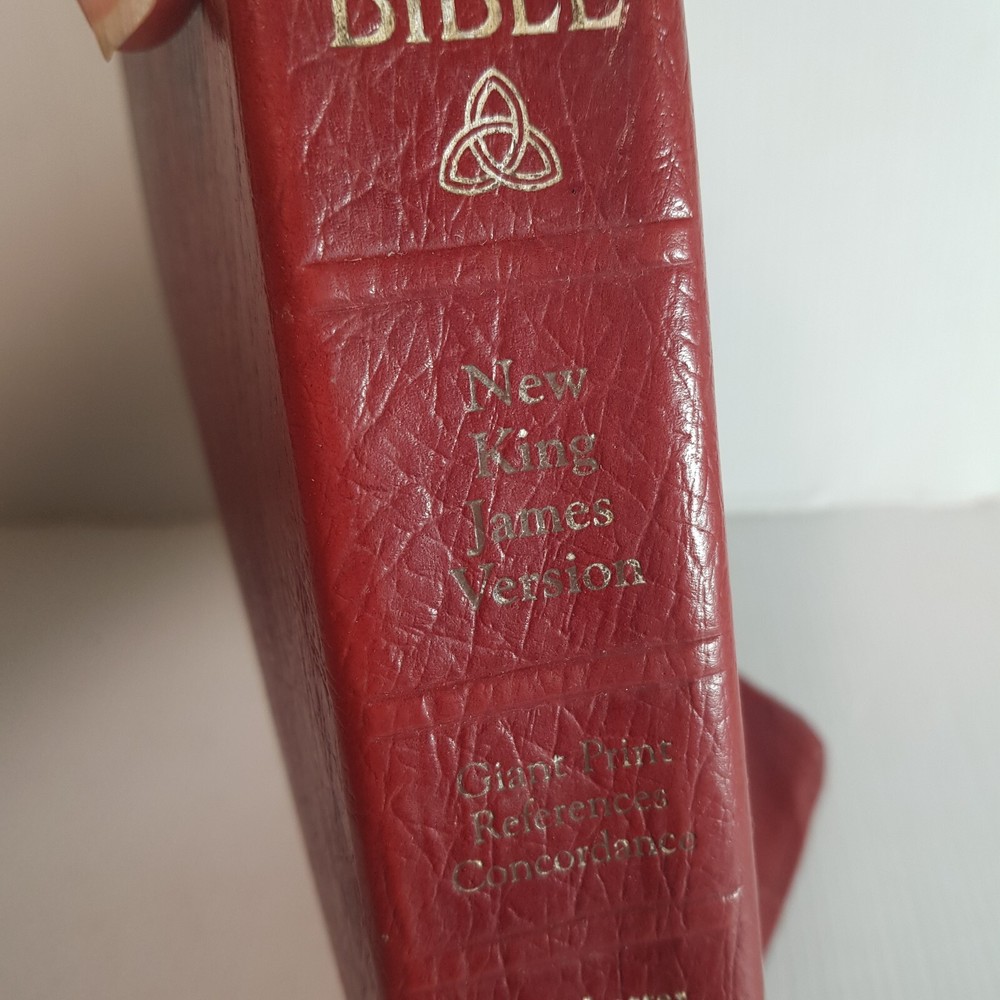 BIBLE
New
King
James
Version
Giant Print
References
Concordance